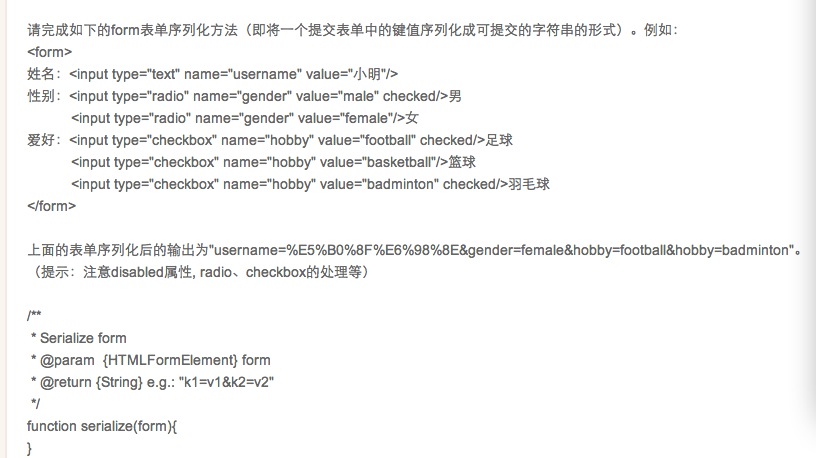 请完成如下的form表单序列化方法（即将一个提交表单中的键值序列化成可提交的字符串的形式）。例如：
<form>
姓名：<input type="text" name="username" value="小明"/>
性别：<input type="radio" name="gender" value="male" checked/>男
<input type="radio" name="gender" value="female"/>女
爱好：<input type="checkbox" name="hobby" value="football" checked/>足球
<input type="checkbox" name="hobby" value="basketball"/>篮球
<input type="checkbox" name="hobby" value="badminton" checked/>羽毛球
</form>
上面的表单序列化后的输出为"username=%E5%B0%8F%E6%98%8E&gender=female&hobby=football&hobby=badminton"。
（提示：注意disabled属性, radio、checkbox的处理等）
/**
* Serialize form
* @param  {HTMLFormElement} form
* @return {String} e.g.: "k1=v1&k2=v2"
*/
function serialize(form){
}